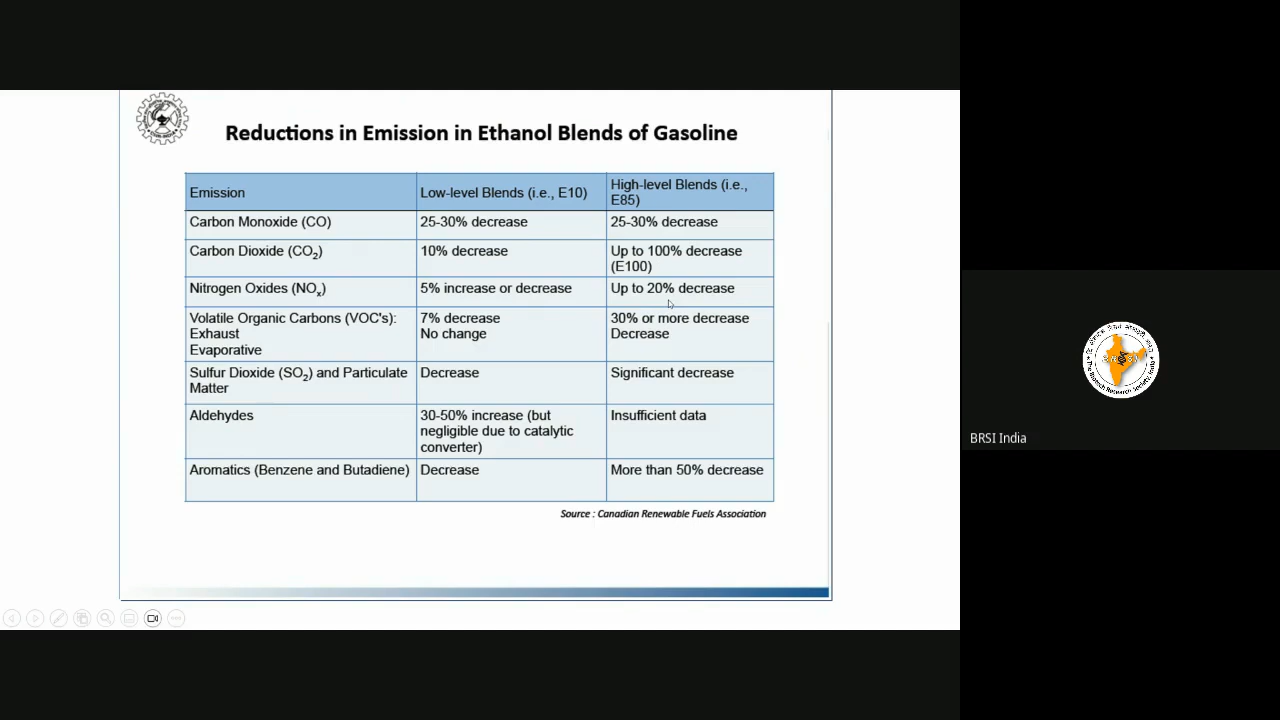 Reductions in Emission in Ethanol Blends of Gasoline
Emission
Low-level Blends (i.e., E10)
High-level Blends (i.e.,
E85)
Carbon Monoxide (CO)
25-30% decrease
25-30% decrease
Carbon Dioxide (CO₂)
10% decrease
Up to 100% decrease
(E100)
Nitrogen Oxides (NOₓ)
5% increase or decrease
Up to 20% decrease
Volatile Organic Carbons (VOC's):
Exhaust
Evaporative
7% decrease
No change
30% or more decrease
Decrease
Sulfur Dioxide (SO₂) and Particulate
Matter
Decrease
Significant decrease
Aldehydes
30-50% increase (but
negligible due to catalytic
converter)
Insufficient data
Aromatics (Benzene and Butadiene)
Decrease
More than 50% decrease
Source : Canadian Renewable Fuels Association
BRSI India